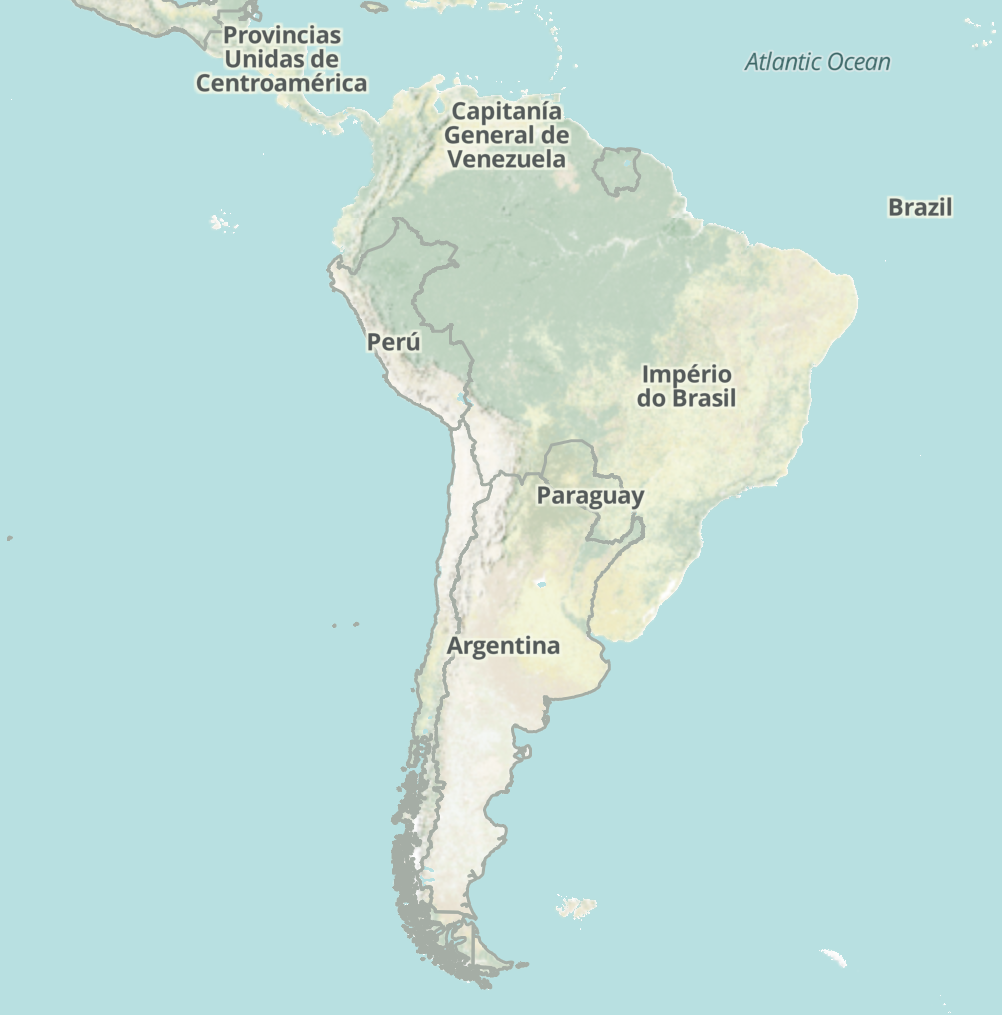 Provincias
Unidas de
Centroamérica
Atlantic Ocean
Capitanía
General de
Venezuela
Brazil
Perú
Império
do Brasil
Paraguay
Argentina